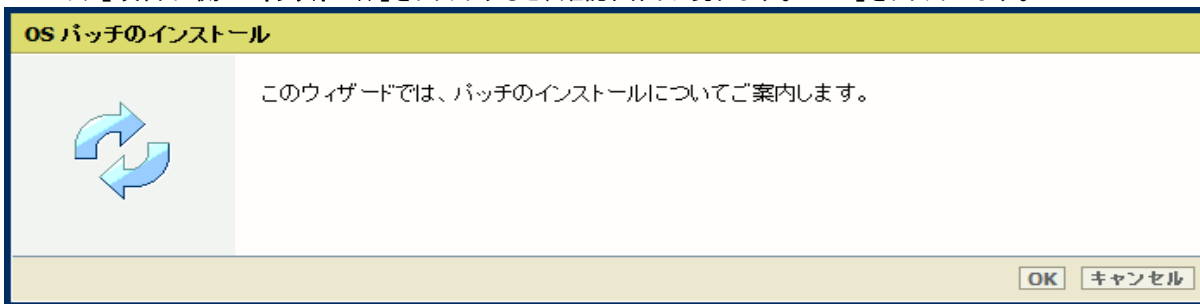 OS パッチのインストール
このウィザードでは、パッチのインストールについてご案内します。
OK キャンセル